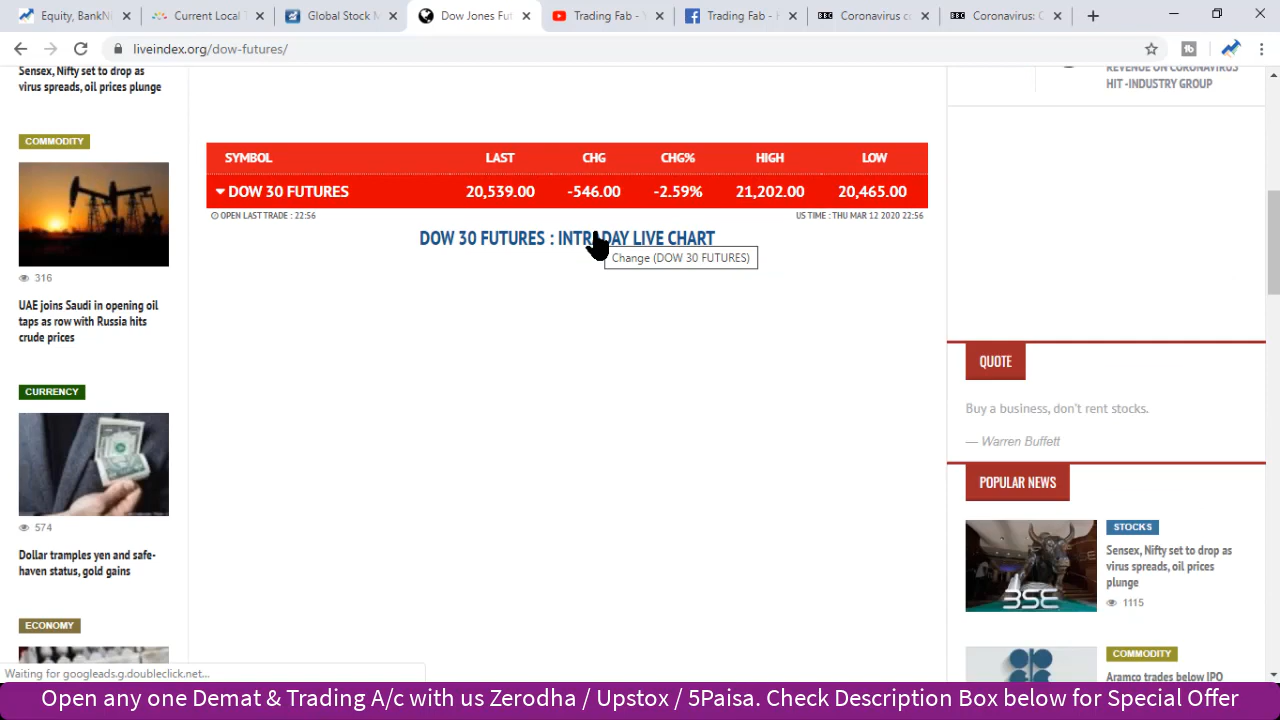 Equity, BankNi
Current Local T
Global Stock M
Dow Jones Fut
Trading Fab - Y
Trading Fab - H
BBC Coronavirus co
BBC Coronavirus: C
liveindex.org/dow-futures/
Sensex, Nifty set to drop as
virus spreads, oil prices plunge
COMMODITY
316
UAE joins Saudi in opening oil
taps as row with Russia hits
crude prices
CURRENCY
574
Dollar tramples yen and safe-
haven status, gold gains
ECONOMY
Waiting for googleads.g.doubleclick.net...
SYMBOL LAST CHG CHG% HIGH LOW
DOW 30 FUTURES 20,539.00 -546.00 -2.59% 21,202.00 20,465.00
OPEN LAST TRADE : 22:56 US TIME : THU MAR 12 2020 22:56
DOW 30 FUTURES : INTRADAY LIVE CHART
Change (DOW 30 FUTURES)
REVENUE ON CORONAVIRUS
HIT -INDUSTRY GROUP
QUOTE
Buy a business, don't rent stocks.
— Warren Buffett
POPULAR NEWS
BSE
STOCKS
Sensex, Nifty set to drop as
virus spreads, oil prices
plunge
1115
COMMODITY
Aramco trades below IPO
Open any one Demat & Trading A/c with us Zerodha / Upstox / 5Paisa. Check Description Box below for Special Offer